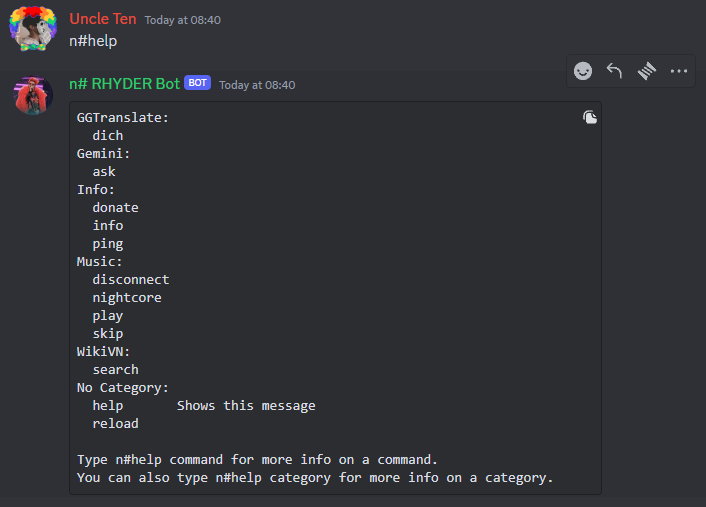 Uncle Ten Today at 08:40
n#help
n# RHYDER Bot BOT Today at 08:40
GGTranslate:
  dich
Gemini:
  ask
Info:
  donate
  info
  ping
Music:
  disconnect
  nightcore
  play
  skip
WikiVN:
  search
No Category:
  help       Shows this message
  reload

Type n#help command for more info on a command.
You can also type n#help category for more info on a category.